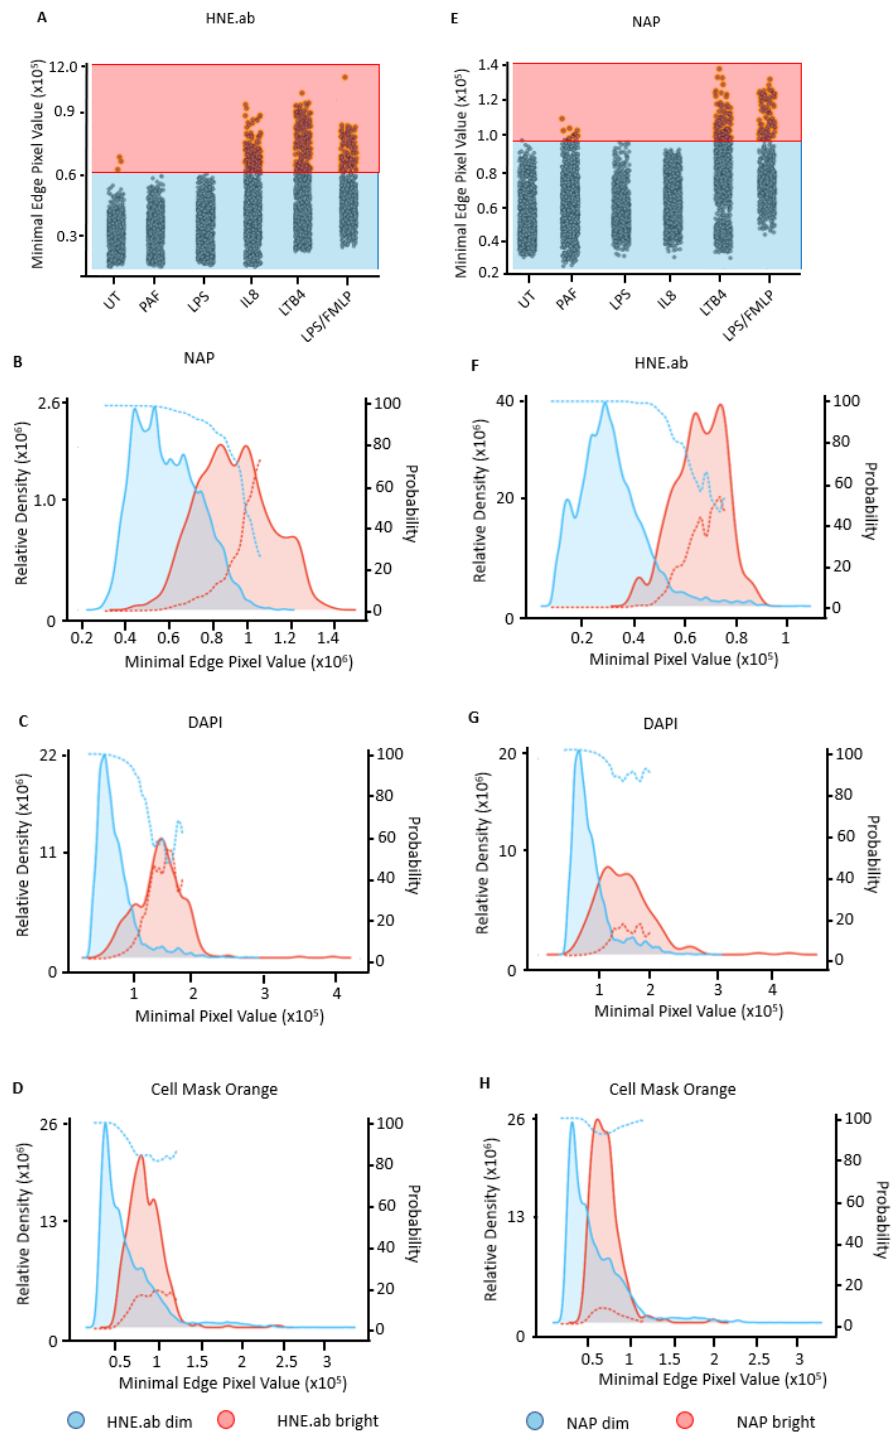 A
HNE.ab
Minimal Edge Pixel Value (x10⁵)
12.0
0.9
0.6
0.3
UT
PAF
LPS
IL8
LTB4
LPS/FMLP
E
NAP
Minimal Edge Pixel Value (x10⁵)
1.4
1.2
1.0
0.8
0.6
0.4
0.2
UT
PAF
LPS
IL8
LTB4
LPS/FMLP
B
NAP
Relative Density (x10⁶)
2.6
1.0
0
100
80
60
40
20
0
Probability
0.2 0.4 0.6 0.8 1 1.2 1.4
Minimal Edge Pixel Value (x10⁶)
F
HNE.ab
Relative Density (x10⁶)
40
20
0
100
80
60
40
20
0
Probability
0.2 0.4 0.6 0.8 1
Minimal Pixel Value (x10⁵)
C
DAPI
Relative Density (x10⁶)
22
11
0
100
80
60
40
20
0
Probability
1 2 3 4
Minimal Pixel Value (x10⁵)
G
DAPI
Relative Density (x10⁶)
20
10
0
100
80
60
40
20
0
Probability
1 2 3 4
Minimal Pixel Value (x10⁵)
D
Cell Mask Orange
Relative Density (x10⁶)
26
13
0
100
80
60
40
20
0
Probability
0.5 1 1.5 2 2.5 3
Minimal Edge Pixel Value (x10⁵)
H
Cell Mask Orange
Relative Density (x10⁶)
26
13
0
100
80
60
40
20
0
Probability
0.5 1 1.5 2 2.5 3
Minimal Edge Pixel Value (x10⁵)
HNE.ab dim HNE.ab bright
NAP dim NAP bright